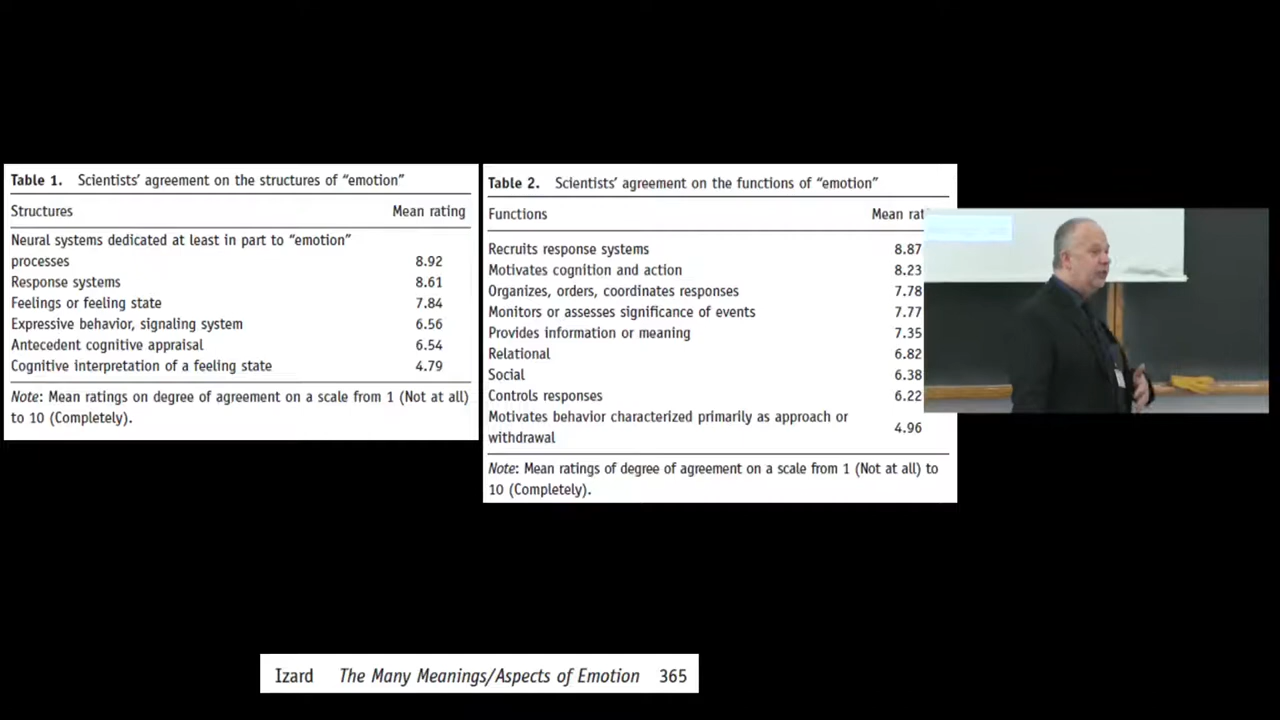 Table 1. Scientists' agreement on the structures of "emotion"
Structures Mean rating
Neural systems dedicated at least in part to "emotion"
processes 8.92
Response systems 8.61
Feelings or feeling state 7.84
Expressive behavior, signaling system 6.56
Antecedent cognitive appraisal 6.54
Cognitive interpretation of a feeling state 4.79
Note: Mean ratings on degree of agreement on a scale from 1 (Not at all)
to 10 (Completely).
Table 2. Scientists' agreement on the functions of "emotion"
Functions Mean
Recruits response systems 8.87
Motivates cognition and action 8.23
Organizes, orders, coordinates responses 7.78
Monitors or assesses significance of events 7.77
Provides information or meaning 7.35
Relational 6.82
Social 6.38
Controls responses 6.22
Motivates behavior characterized primarily as approach or
withdrawal 4.96
Note: Mean ratings of degree of agreement on a scale from 1 (Not at all) to
10 (Completely).
Izard The Many Meanings/Aspects of Emotion 365